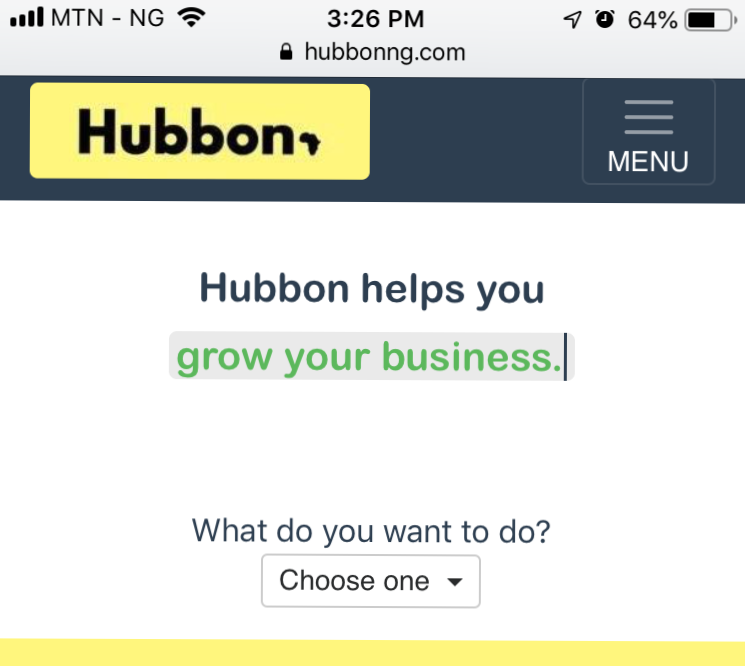 MTN - NG 3:26 PM 64%
hubbonng.com
Hubbon
MENU
Hubbon helps you
grow your business.
What do you want to do?
Choose one